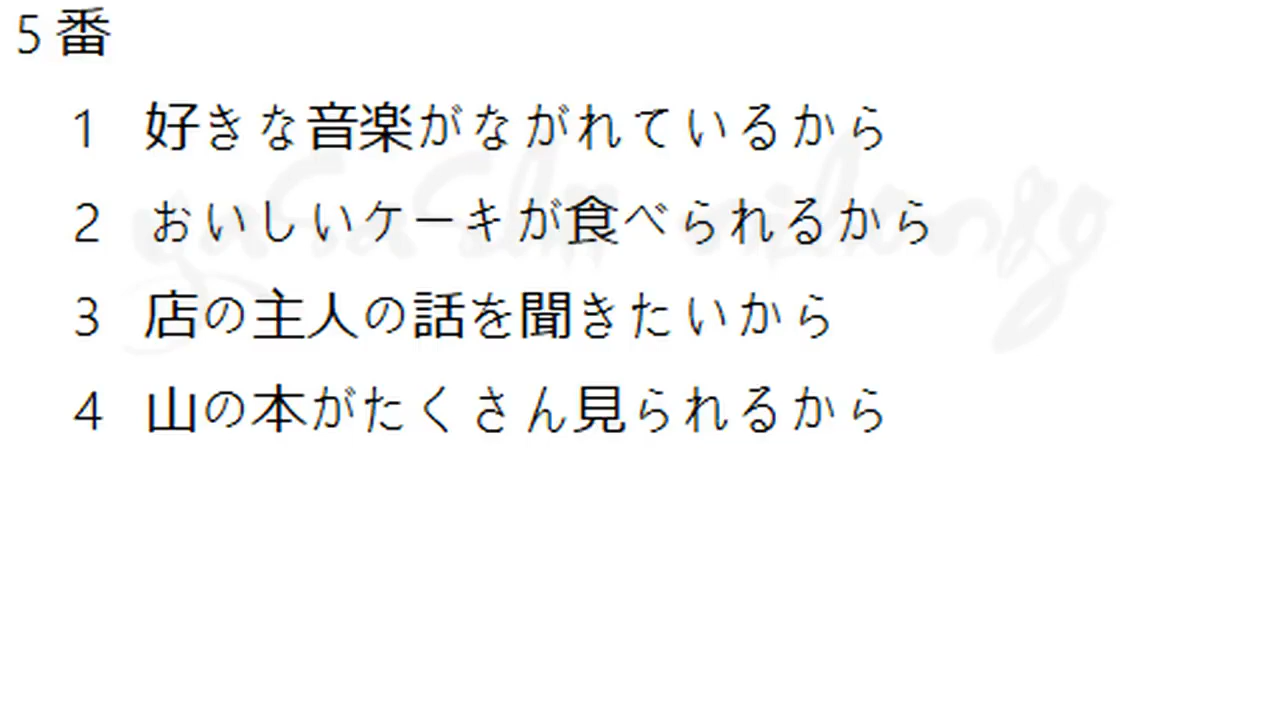 5番
1 好きな音楽がながれているから
2 おいしいケーキが食べられるから
3 店の主人の話を聞きたいから
4 山の本がたくさん見られるから